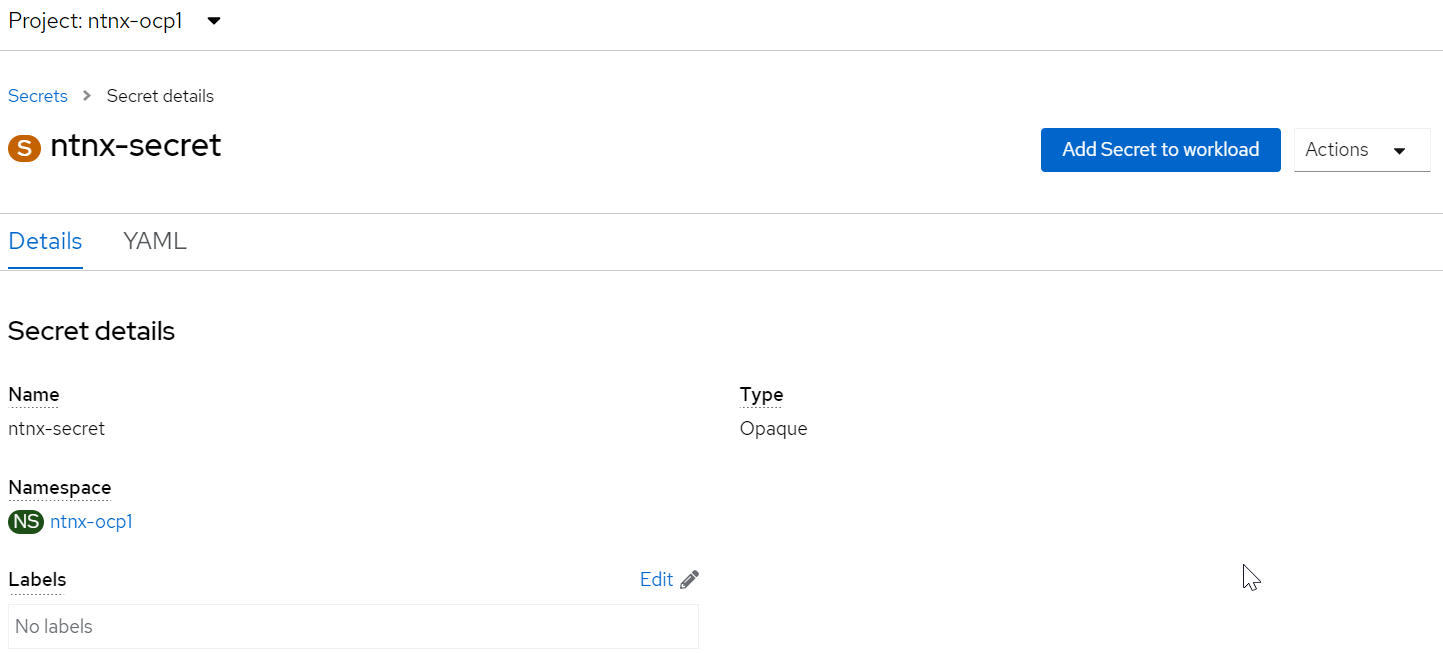 Project: ntnx-ocp1
Secrets > Secret details
S ntnx-secret
Add Secret to workload
Actions
Details YAML
Secret details
Name
Type
ntnx-secret
Opaque
Namespace
NS ntnx-ocp1
Labels
Edit
No labels